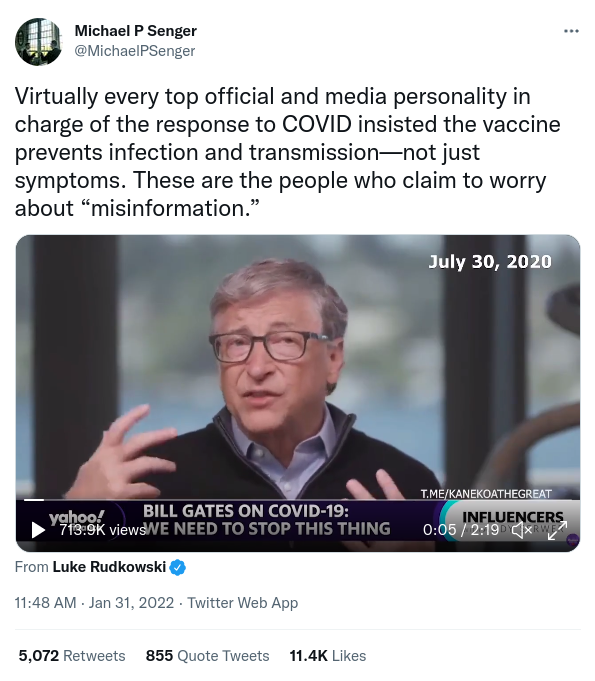 Michael P Senger
@MichaelPSenger
Virtually every top official and media personality in
charge of the response to COVID insisted the vaccine
prevents infection and transmission—not just
symptoms. These are the people who claim to worry
about “misinformation.”
July 30, 2020
T.ME/KANEKOATHEGREAT
yahoo!
BILL GATES ON COVID-19:
WE NEED TO STOP THIS THING
INFLUENCERS
713.9K views
0:05 / 2:19
From Luke Rudkowski
11:48 AM · Jan 31, 2022 · Twitter Web App
5,072 Retweets 855 Quote Tweets 11.4K Likes